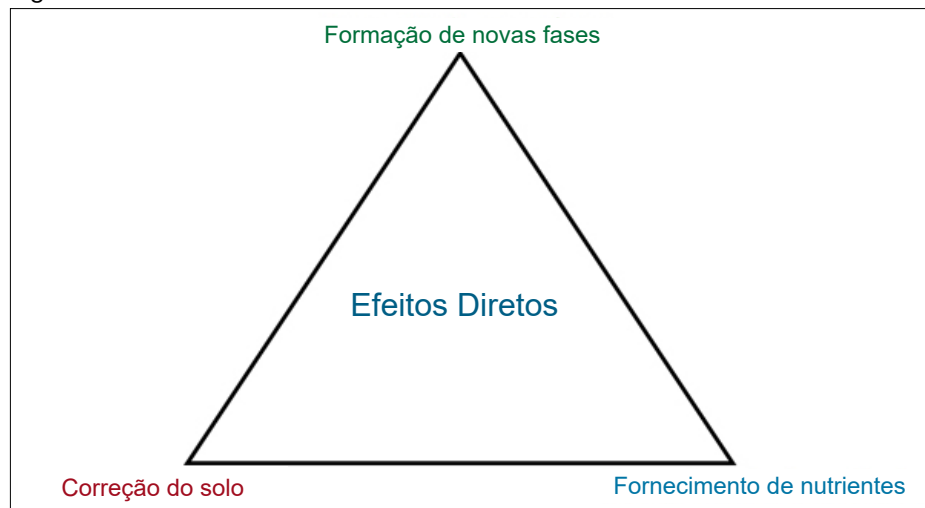 Formação de novas fases
Efeitos Diretos
Correção do solo
Fornecimento de nutrientes